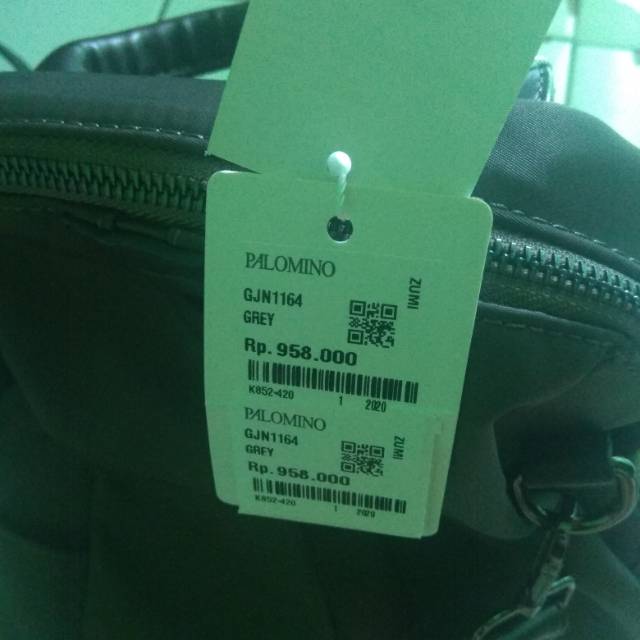 PALOMINO
ZUMI
GJN1164
GREY
Rp.958.000
K852-420 1 2020
PALOMINO
ZUMI
GJN1164
GREY
Rp.958.000
K852-420 1 2020